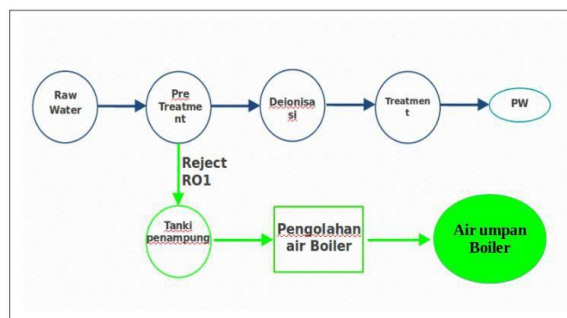 Raw
Water
Pre
Treatme
nt
Deionisa
si
Treatmen
t
PW
Reject
RO1
Tanki
penampung
Pengolahan
air Boiler
Air umpan
Boiler